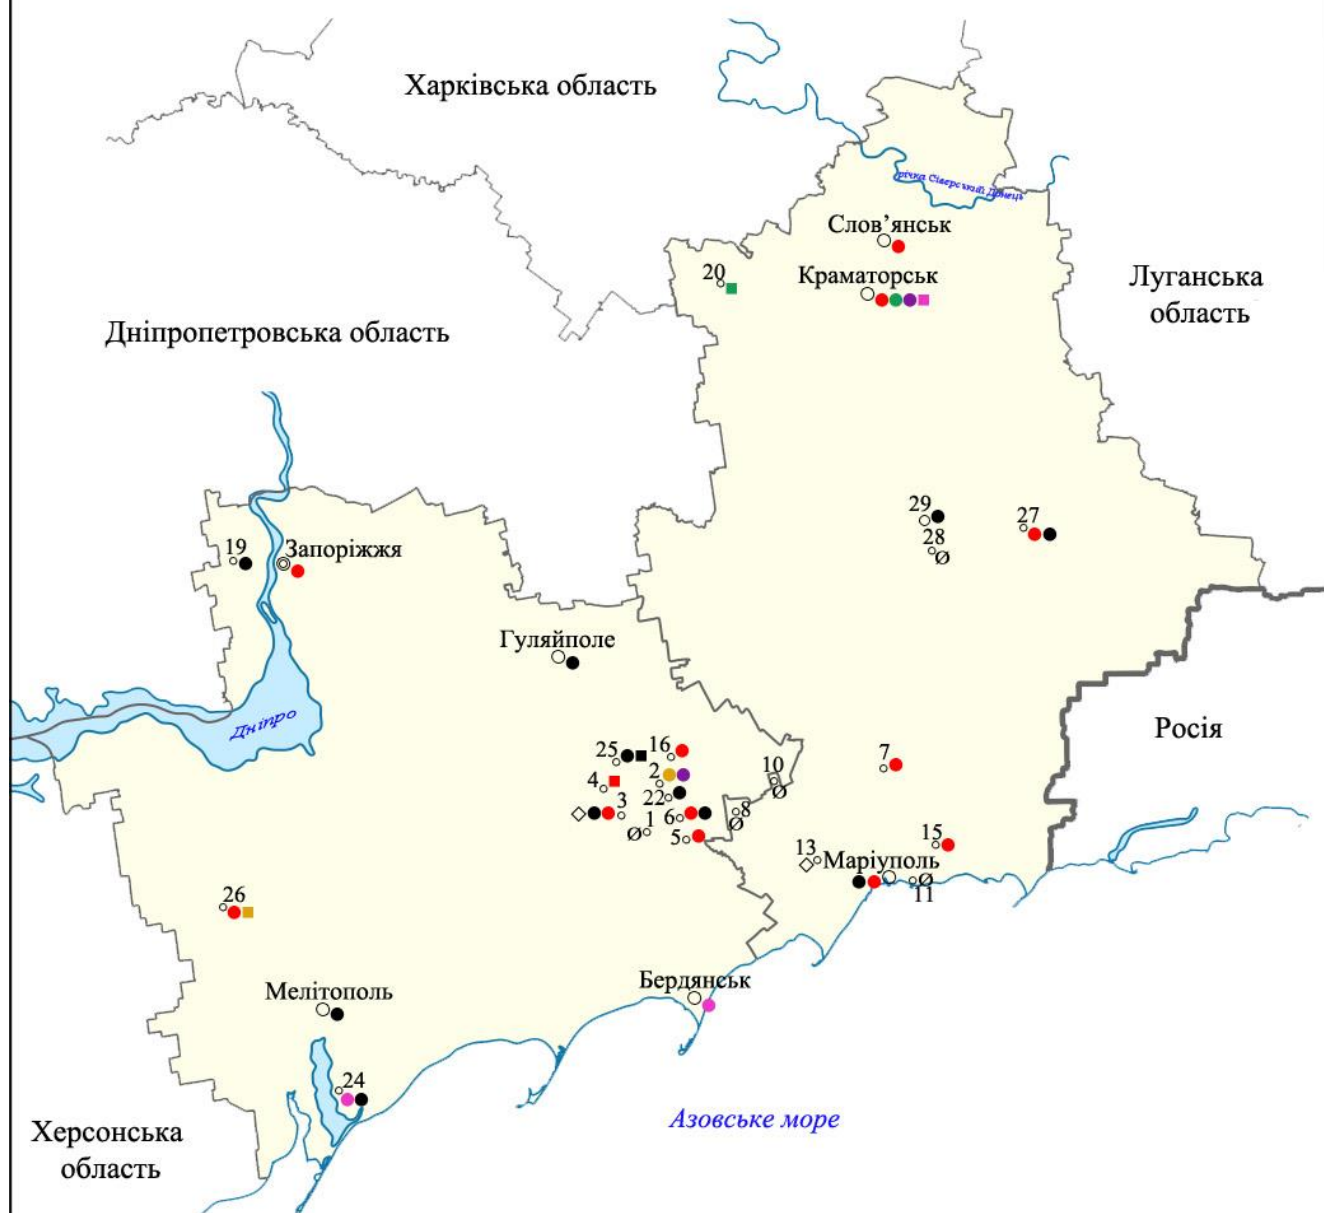 Харківська область
річка Сіверський Донець
Слов’янськ
20
Краматорськ
Луганська
область
Дніпропетровська область
29
27
28
Ø
19
Запоріжжя
Гуляйполе
Дніпро
Росія
25
16
7
10
4
2
Ø
22
3
6
8
1
Ø
Ø
5
15
13
Маріуполь
Ø
11
26
Бердянськ
Мелітополь
24
Азовське море
Херсонська
область